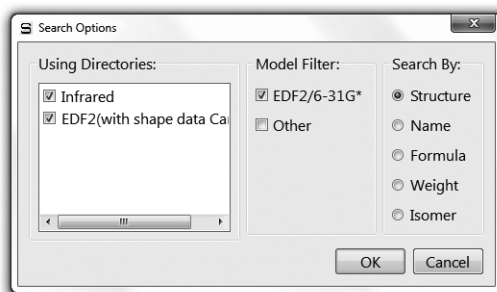 Search Options
Using Directories:
Infrared
EDF2(with shape data Ca
Model Filter:
EDF2/6-31G*
Other
Search By:
Structure
Name
Formula
Weight
Isomer
OK
Cancel